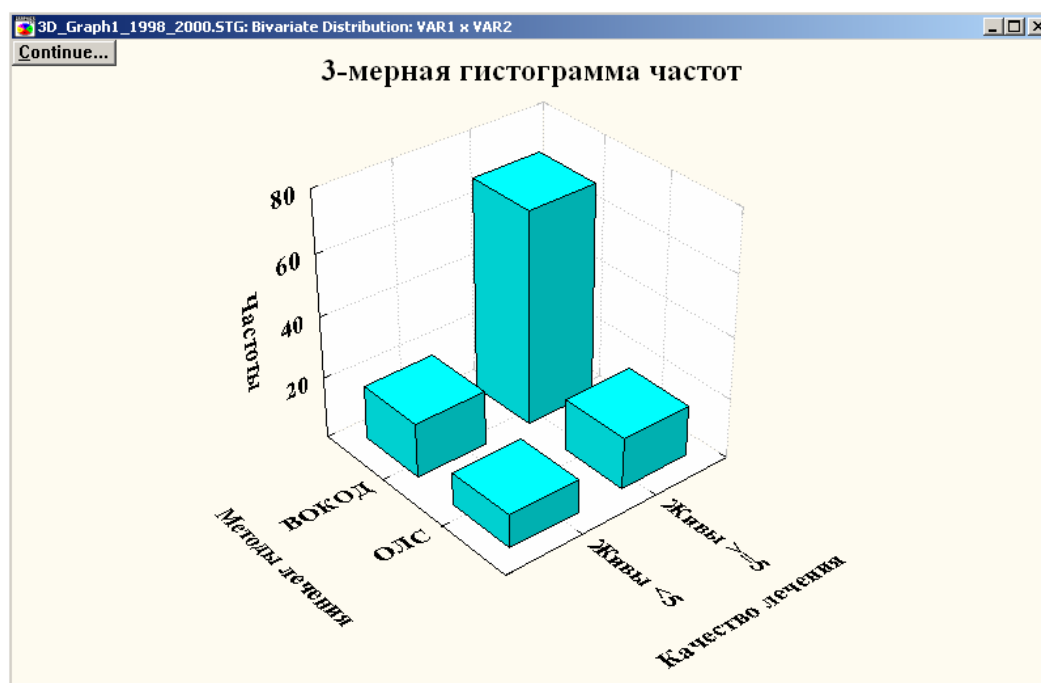 3D_Graph1_1998_2000.STG: Bivariate Distribution: VAR1 x VAR2
Continue...
3-мерная гистограмма частот
80
60
40
20
Частоты
ВОКОД
ОЛС
Методы лечения
Живы <5
Живы >=5
Качество лечения